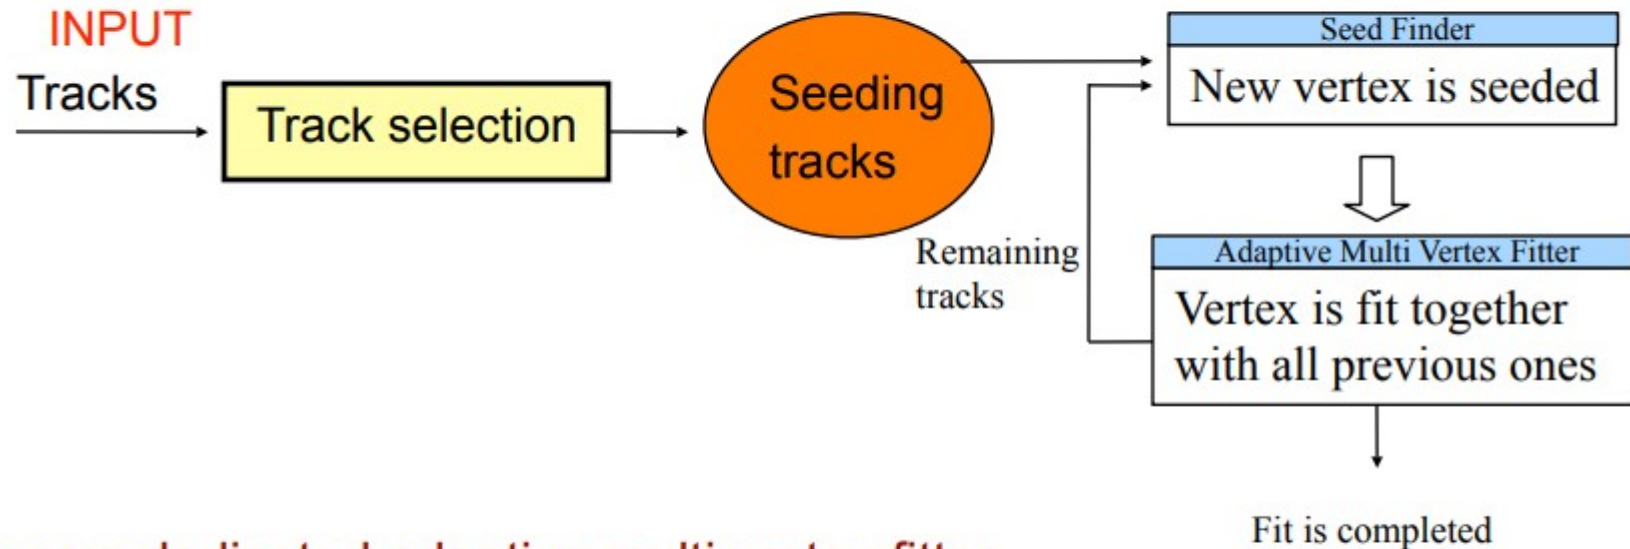 INPUT
Tracks
Track selection
Seeding
tracks
Seed Finder
New vertex is seeded
Remaining
tracks
Adaptive Multi Vertex Fitter
Vertex is fit together
with all previous ones
Fit is completed